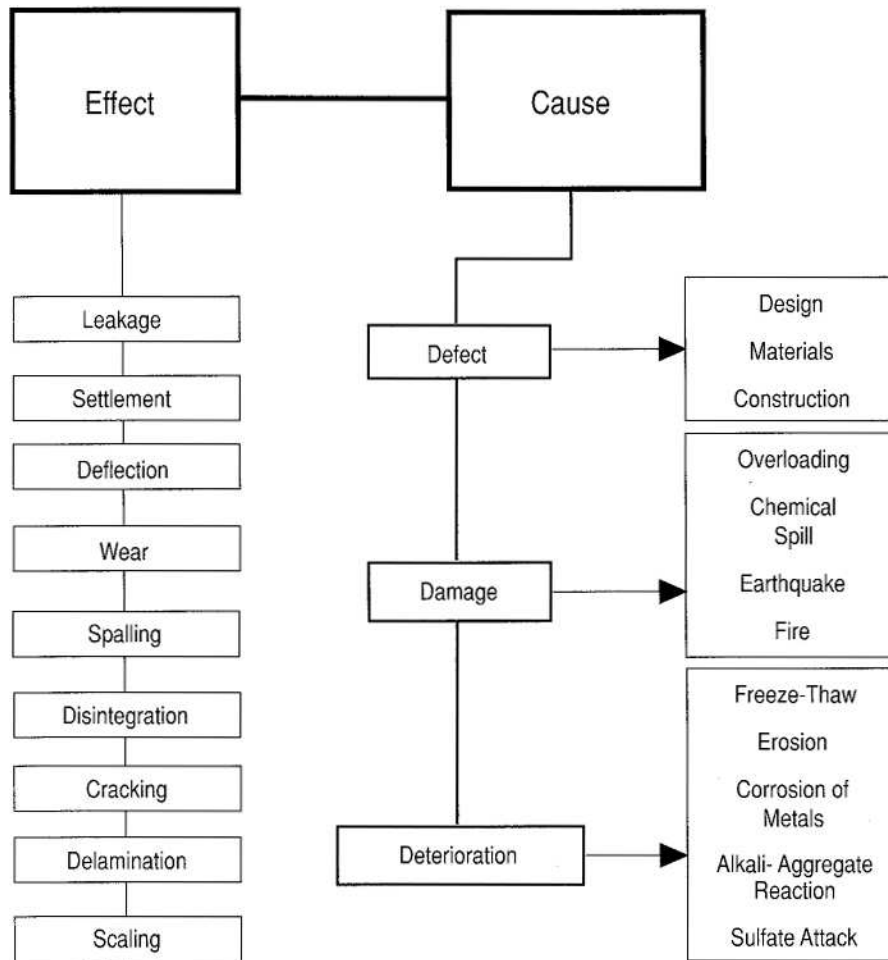 Effect
Cause
Leakage
Settlement
Deflection
Wear
Spalling
Disintegration
Cracking
Delamination
Scaling
Defect
Design
Materials
Construction
Damage
Overloading
Chemical
Spill
Earthquake
Fire
Deterioration
Freeze-Thaw
Erosion
Corrosion of
Metals
Alkali- Aggregate
Reaction
Sulfate Attack